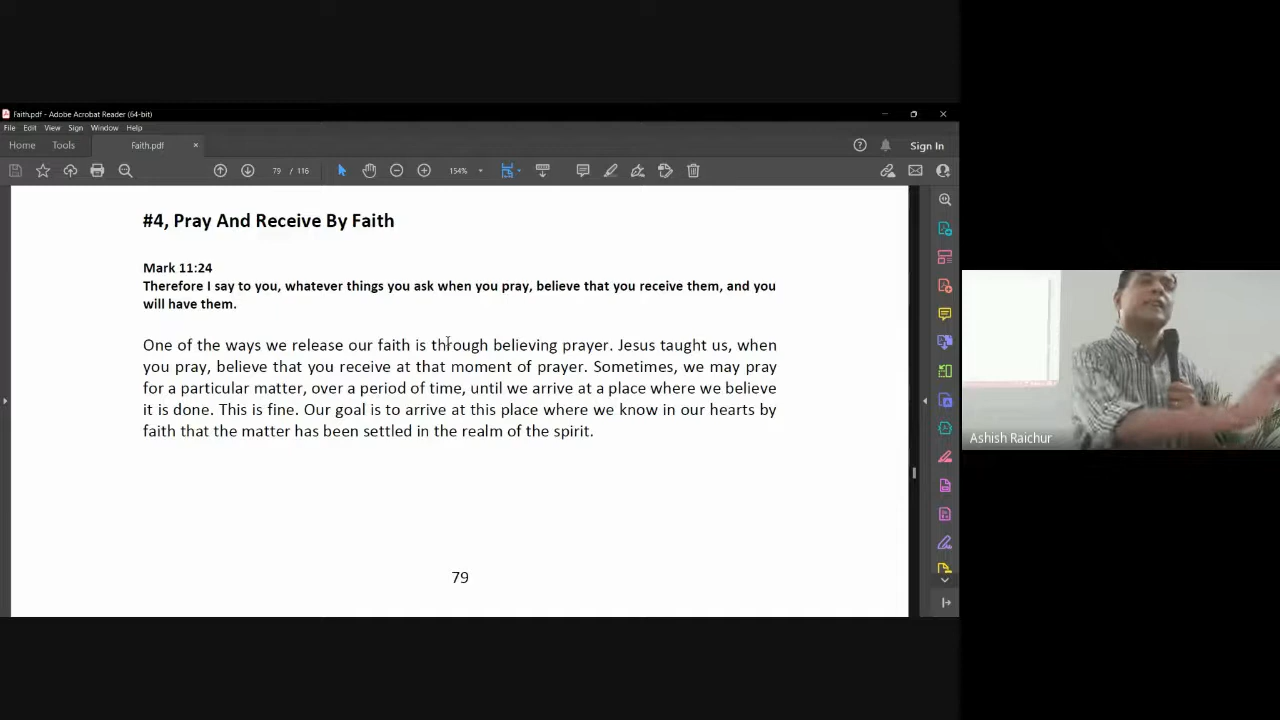 Faith.pdf - Adobe Acrobat Reader (64-bit)
File Edit View Sign Window Help
Home Tools Faith.pdf × Sign In
79 / 116 154%
#4, Pray And Receive By Faith
Mark 11:24
Therefore I say to you, whatever things you ask when you pray, believe that you receive them, and you
will have them.
One of the ways we release our faith is through believing prayer. Jesus taught us, when
you pray, believe that you receive at that moment of prayer. Sometimes, we may pray
for a particular matter, over a period of time, until we arrive at a place where we believe
it is done. This is fine. Our goal is to arrive at this place where we know in our hearts by
faith that the matter has been settled in the realm of the spirit.
79
Ashish Raichur